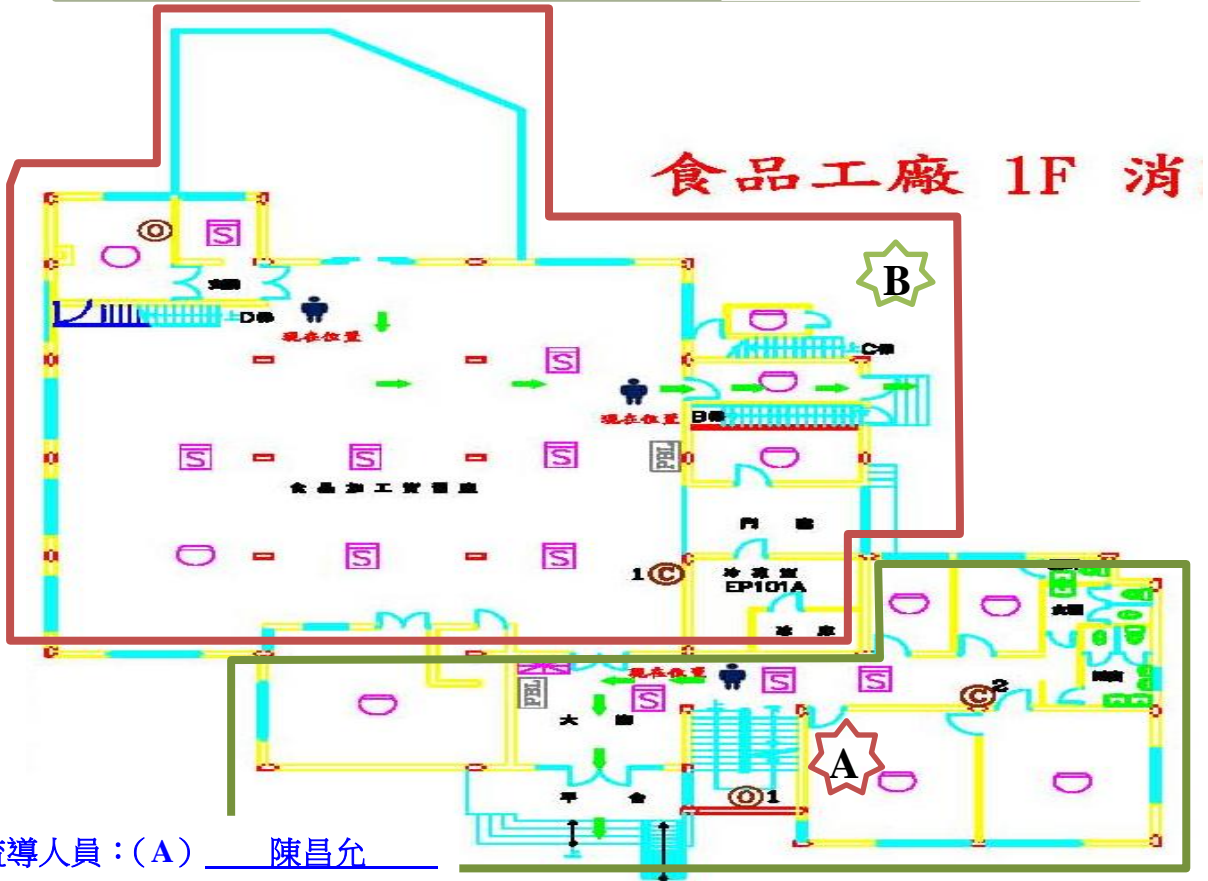 食品工廠 1F 消
B
D梯
現在位置
C梯
現在位置 B梯
PBL
S
S
S
S
S
S
S
食品加工實習工廠
門廳
1 C
冷凍室
EP101A
冷庫
現在位置
S
S
S
C 2
PBL
大廳
A
平台
O 1
導人員：(A) 陳昌允